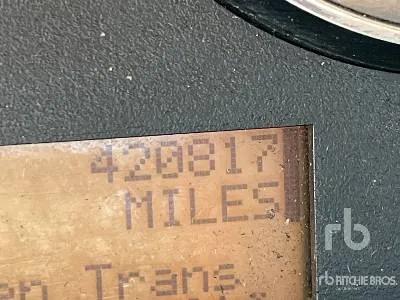 420817
MILES
Trans
rb
rb RITCHIE BROS.